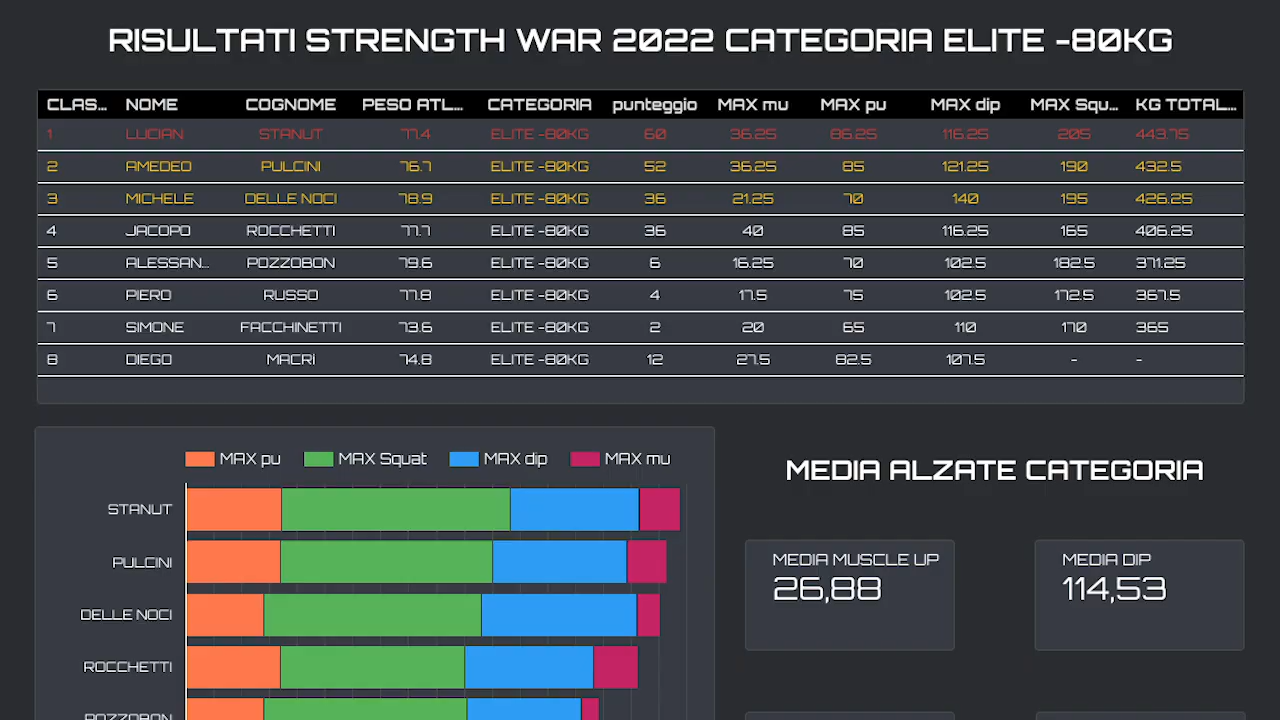 RISULTATI STRENGTH WAR 2022 CATEGORIA ELITE -80KG
CLAS... NOME COGNOME PESO ATL... CATEGORIA punteggio MAX mu MAX pu MAX dip MAX Squ... KG TOTAL...
1 LUCIAN STANUT 77.4 ELITE -80KG 60 36.25 86.25 116.25 205 443.75
2 AMEDEO PULCINI 76.7 ELITE -80KG 52 36.25 85 121.25 190 432.5
3 MICHELE DELLE NOCI 78.9 ELITE -80KG 36 21.25 70 140 195 426.25
4 JACOPO ROCCHETTI 77.7 ELITE -80KG 36 40 85 116.25 165 406.25
5 ALESSAN... POZZOBON 79.6 ELITE -80KG 6 16.25 70 102.5 182.5 371.25
6 PIERO RUSSO 77.8 ELITE -80KG 4 17.5 75 102.5 172.5 367.5
7 SIMONE FACCHINETTI 73.6 ELITE -80KG 2 20 65 110 170 365
8 DIEGO MACRÌ 74.8 ELITE -80KG 12 27.5 82.5 107.5 - -
MAX pu MAX Squat MAX dip MAX mu
STANUT
PULCINI
DELLE NOCI
ROCCHETTI
POZZOBON
MEDIA ALZATE CATEGORIA
MEDIA MUSCLE UP
26,88
MEDIA DIP
114,53